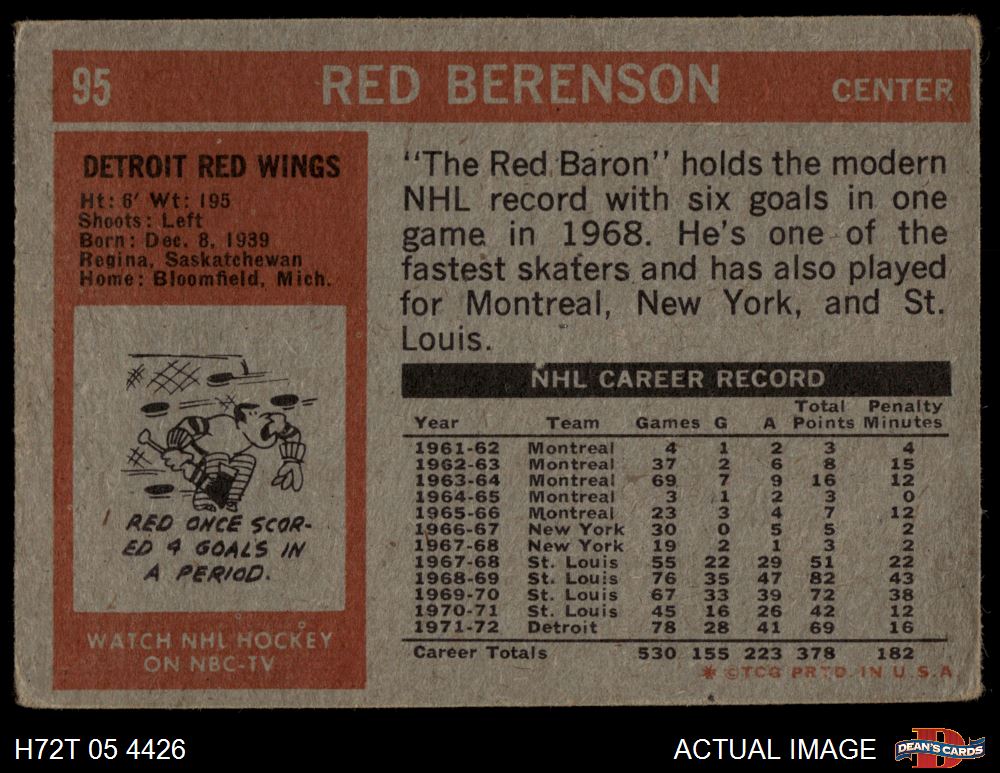 95 RED BERENSON CENTER
DETROIT RED WINGS
Ht: 6' Wt: 195
Shoots: Left
Born: Dec. 8, 1939
Regina, Saskatchewan
Home: Bloomfield, Mich.
RED ONCE SCOR-
ED 4 GOALS IN
A PERIOD.
WATCH NHL HOCKEY
ON NBC-TV
"The Red Baron" holds the modern
NHL record with six goals in one
game in 1968. He's one of the
fastest skaters and has also played
for Montreal, New York, and St.
Louis.
NHL CAREER RECORD
Year Team Games G A Total Points Penalty Minutes
1961-62 Montreal 4 1 2 3 4
1962-63 Montreal 37 2 6 8 15
1963-64 Montreal 69 7 9 16 12
1964-65 Montreal 3 1 2 3 0
1965-66 Montreal 23 3 4 7 12
1966-67 New York 30 0 5 5 2
1967-68 New York 19 2 1 3 2
1967-68 St. Louis 55 22 29 51 22
1968-69 St. Louis 76 35 47 82 43
1969-70 St. Louis 67 33 39 72 38
1970-71 St. Louis 45 16 26 42 12
1971-72 Detroit 78 28 41 69 16
Career Totals 530 155 223 378 182
* ©TCG PRTD. IN U.S.A
H72T 05 4426 ACTUAL IMAGE DEAN'S CARDS